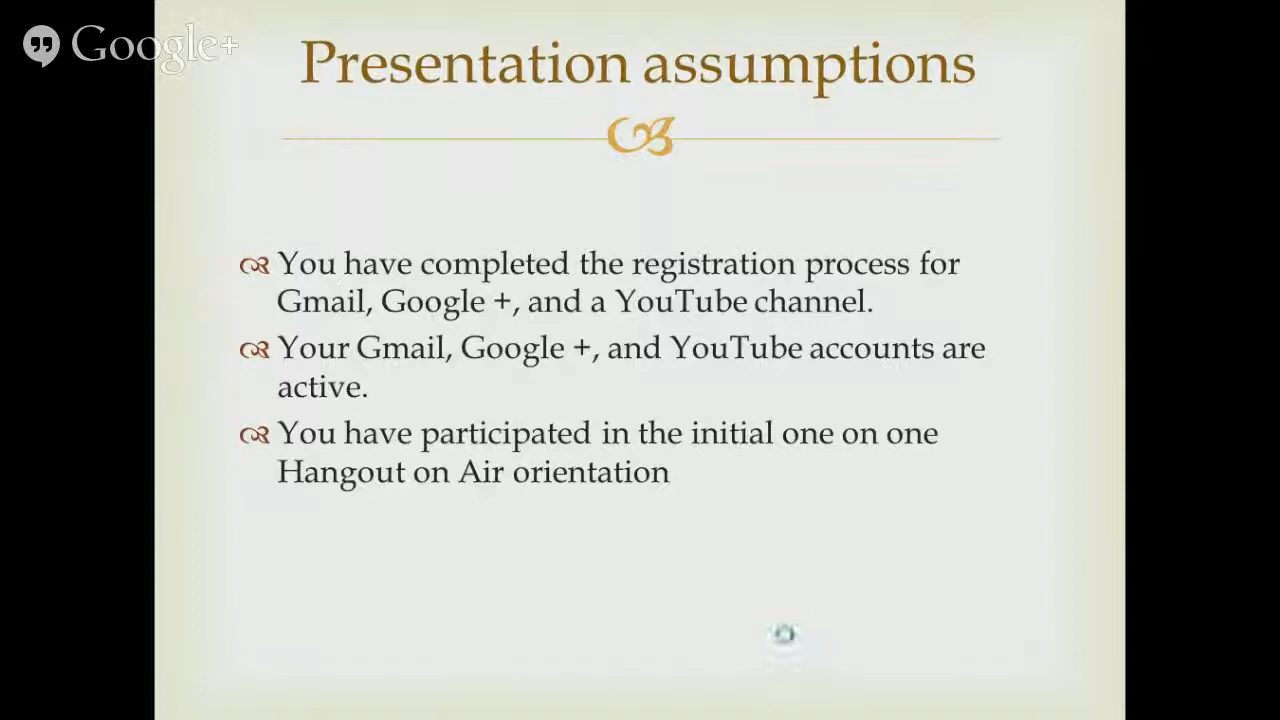 Google+
Presentation assumptions
You have completed the registration process for
Gmail, Google +, and a YouTube channel.
Your Gmail, Google +, and YouTube accounts are
active.
You have participated in the initial one on one
Hangout on Air orientation